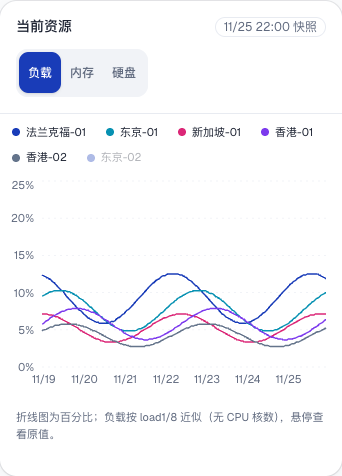 当前资源
11/25 22:00 快照
负载 内存 硬盘
法兰克福-01 东京-01 新加坡-01 香港-01
香港-02 东京-02
25%
20%
15%
10%
5%
0%
11/19 11/20 11/21 11/22 11/23 11/24 11/25
折线图为百分比；负载按 load1/8 近似（无 CPU 核数），悬停查
看原值。